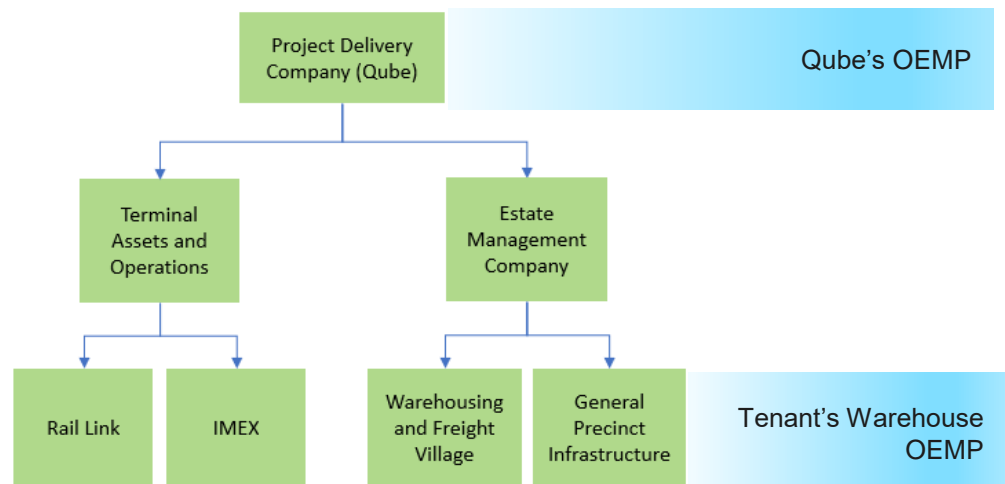 Project Delivery
Company (Qube)
Qube's OEMP
Terminal
Assets and
Operations
Estate
Management
Company
Rail Link
IMEX
Warehousing
and Freight
Village
General
Precinct
Infrastructure
Tenant's Warehouse
OEMP